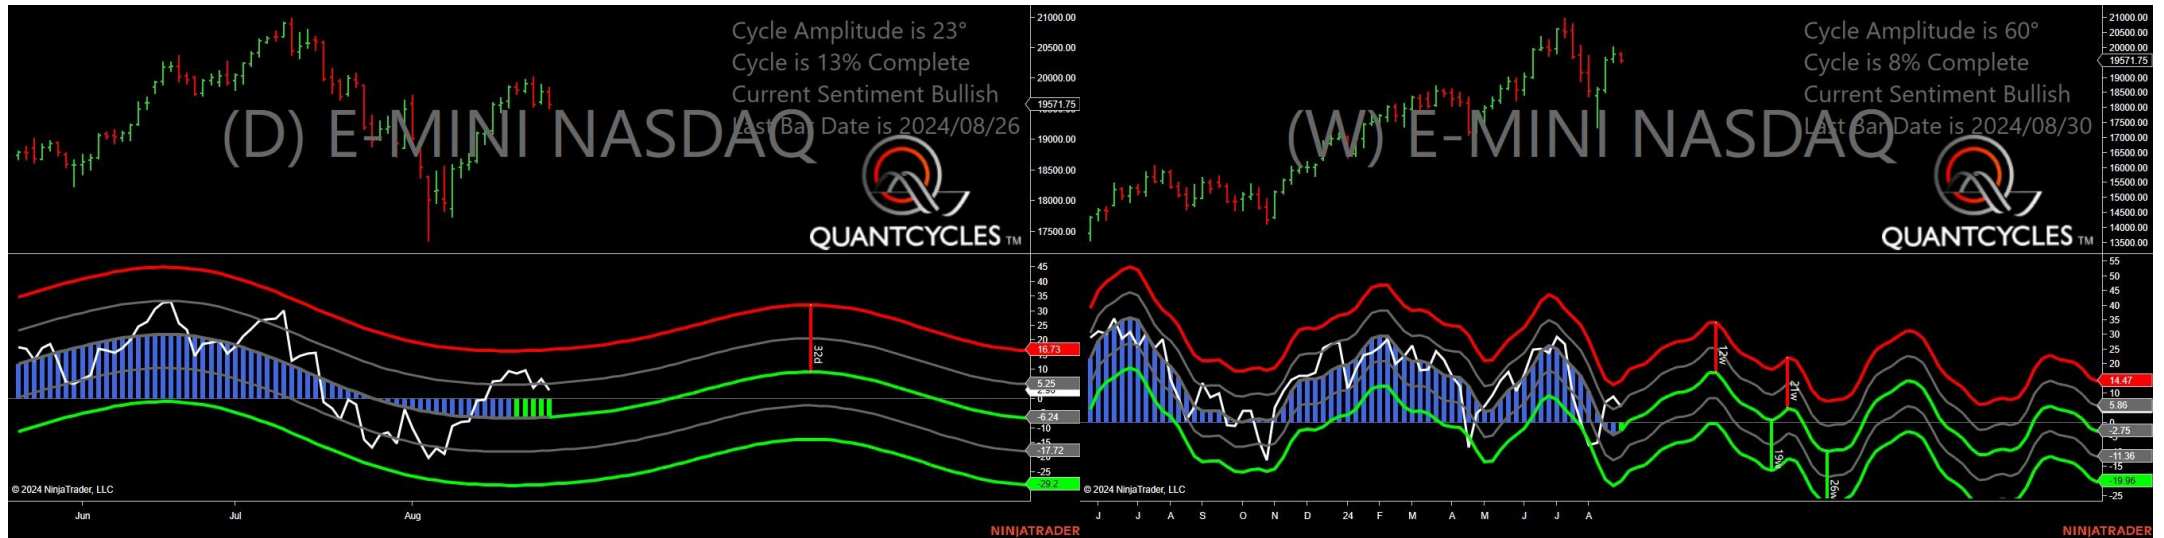 Cycle Amplitude is 23°
Cycle is 13% Complete
Current Sentiment Bullish
Last Bar Date is 2024/08/26
(D) E-MINI NASDAQ
QUANTCYCLES TM
21000.00
20500.00
20000.00
19571.75
19000.00
18500.00
18000.00
17500.00
45
40
35
30
25
20
16.73
10
5.25
0
-6.24
-10
-15
-17.72
-25
-29.2
32d
© 2024 NinjaTrader, LLC
Jun Jul Aug
NINJATRADER
Cycle Amplitude is 60°
Cycle is 8% Complete
Current Sentiment Bullish
Last Bar Date is 2024/08/30
(W) E-MINI NASDAQ
QUANTCYCLES TM
21000.00
20500.00
20000.00
19571.75
19000.00
18500.00
18000.00
17500.00
17000.00
16500.00
16000.00
15500.00
15000.00
14500.00
14000.00
13500.00
55
50
45
40
35
30
25
20
14.47
10
5.86
0
-2.75
-11.36
-15
-19.96
-25
12w
21w
19w
26w
© 2024 NinjaTrader, LLC
J J A S O N D 24 F M A M J J A
NINJATRADER